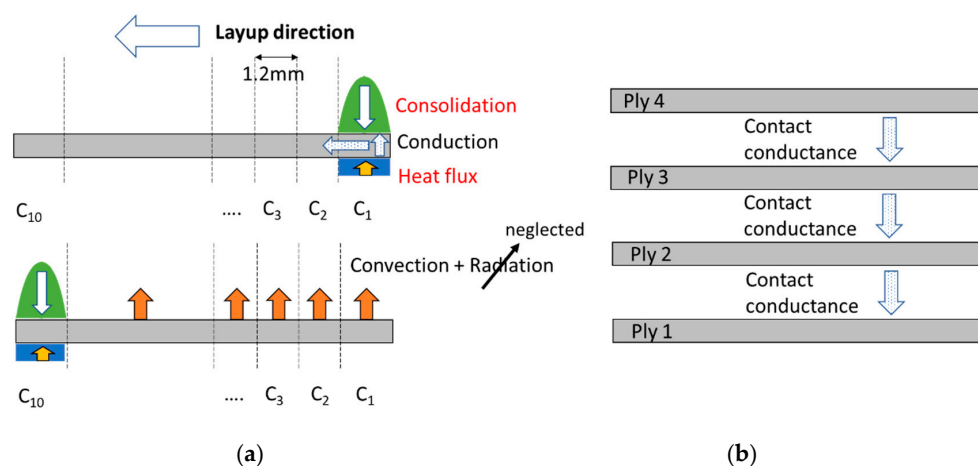 Layup direction
1.2mm
Consolidation
Conduction
Heat flux
C10 .... C3 C2 C1
neglected
Convection + Radiation
C10 .... C3 C2 C1
(a)
Ply 4
Contact
conductance
Ply 3
Contact
conductance
Ply 2
Contact
conductance
Ply 1
(b)